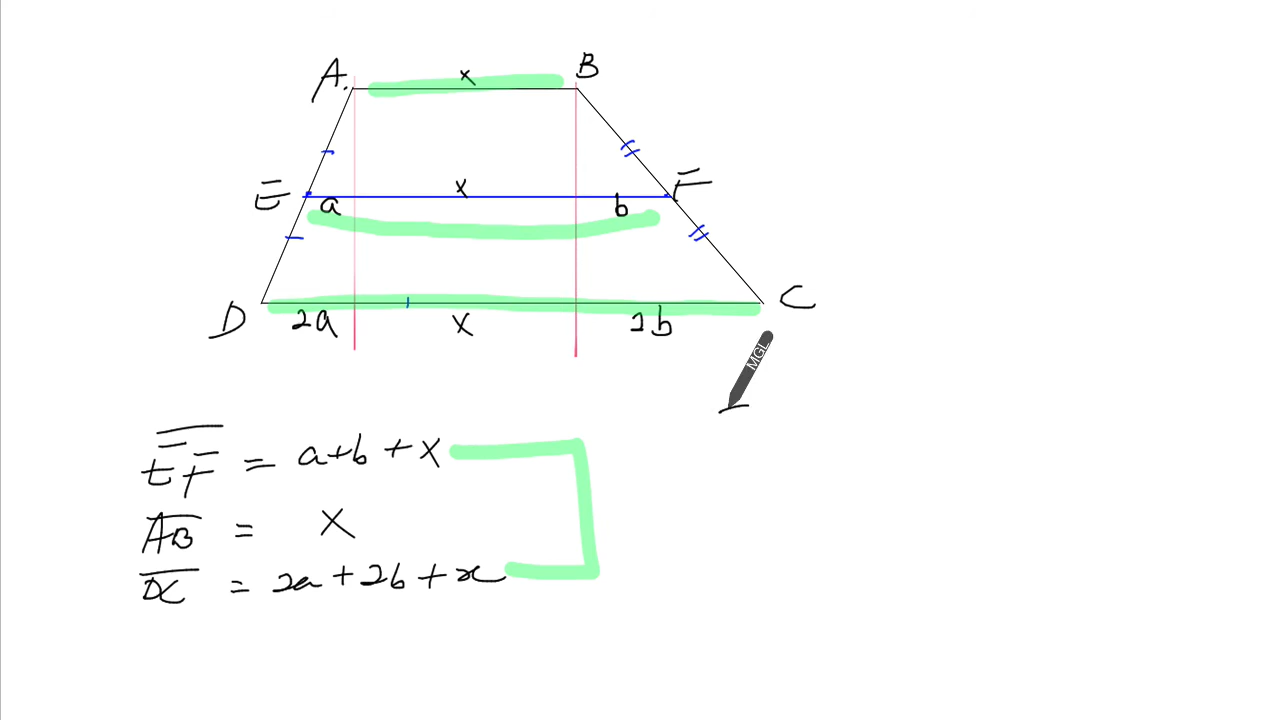 A. x B
E a x b F
D 2a x 2b C
MGL
EF = a+b+x
AB = x
DC = 2a+2b+x